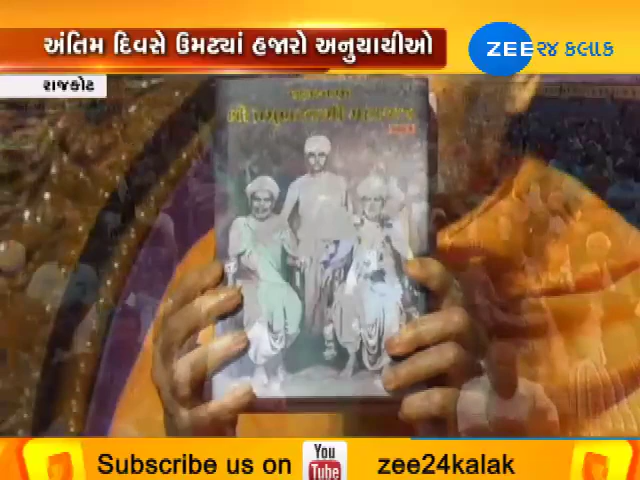 અંતિમ દિવસે ઉમટ્યાં હજારો અનુયાયીઓ
ZEE ૨૪ કલાક
રાજકોટ
Subscribe us on You Tube zee24kalak